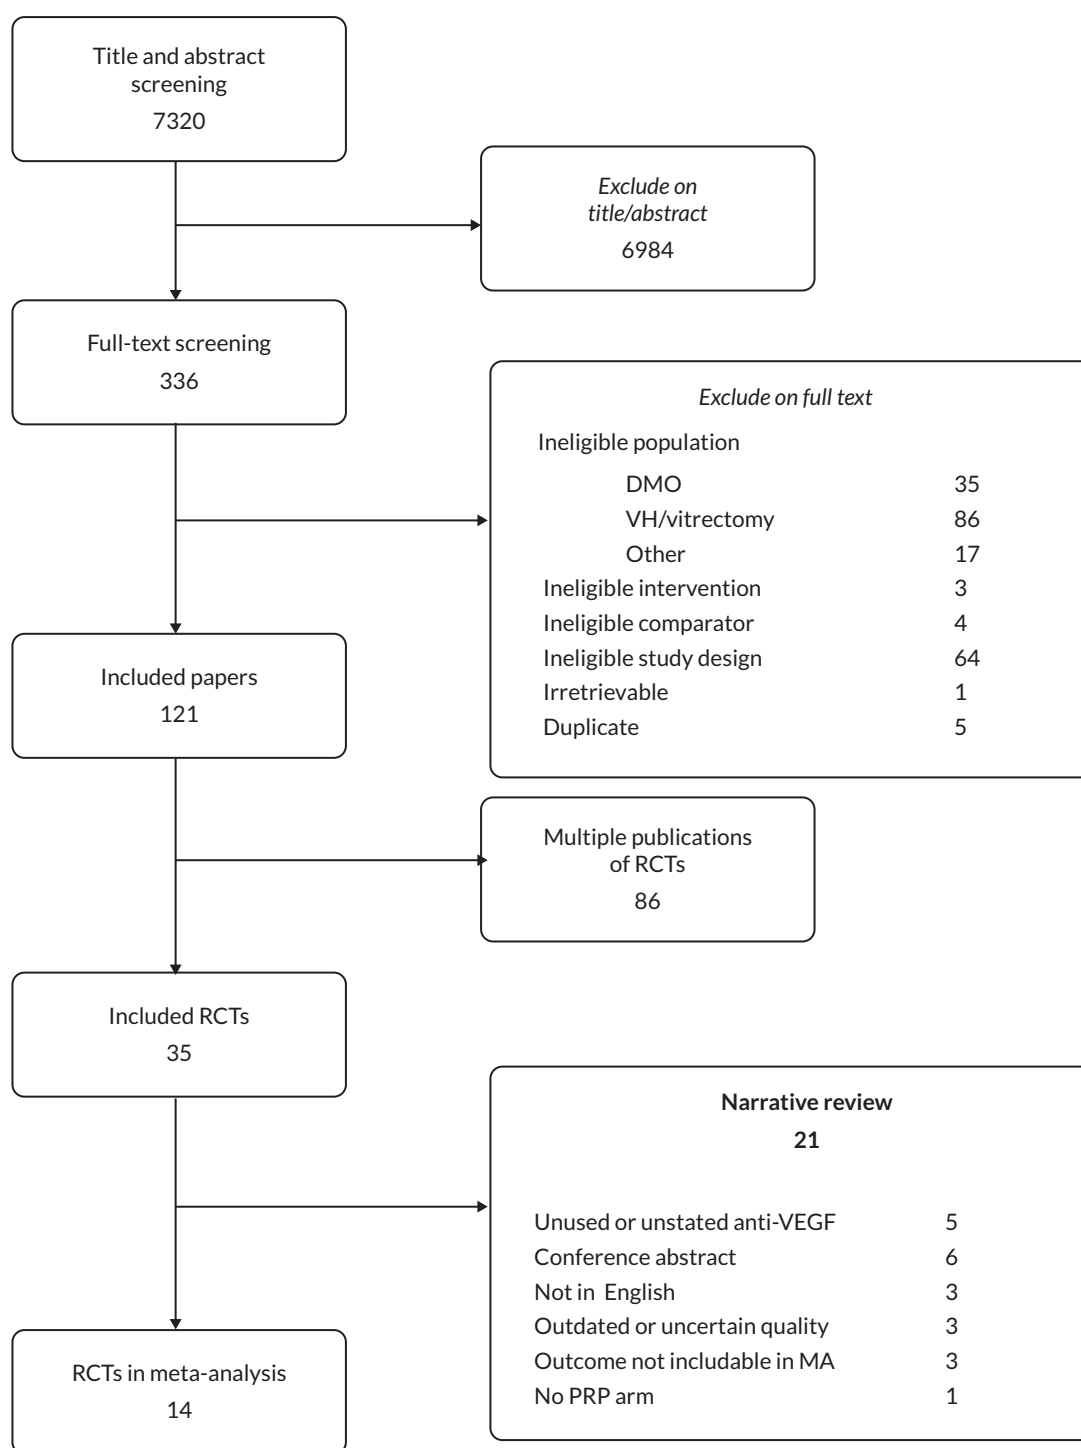 Title and abstract
screening
7320
Exclude on
title/abstract
6984
Full-text screening
336
Exclude on full text
Ineligible population
DMO 35
VH/vitrectomy 86
Other 17
Ineligible intervention 3
Ineligible comparator 4
Ineligible study design 64
Irretrievable 1
Duplicate 5
Included papers
121
Multiple publications
of RCTs
86
Included RCTs
35
Narrative review
21
Unused or unstated anti-VEGF 5
Conference abstract 6
Not in English 3
Outdated or uncertain quality 3
Outcome not includable in MA 3
No PRP arm 1
RCTs in meta-analysis
14